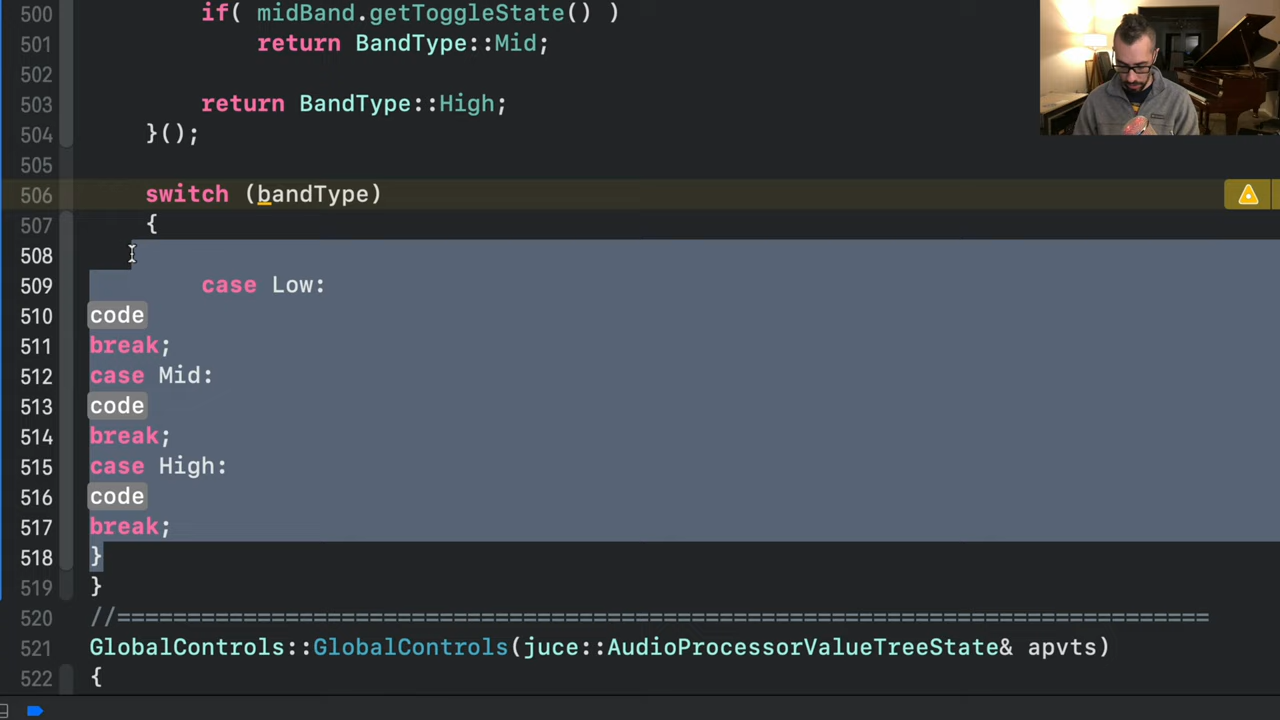 500 if( midBand.getToggleState() )
501 return BandType::Mid;
502
503 return BandType::High;
504 }();
505
506 switch (bandType)
507 {
508
509 case Low:
510 code
511 break;
512 case Mid:
513 code
514 break;
515 case High:
516 code
517 break;
518 }
519 }
520 //==============================================================================
521 GlobalControls::GlobalControls(juce::AudioProcessorValueTreeState& apvts)
522 {